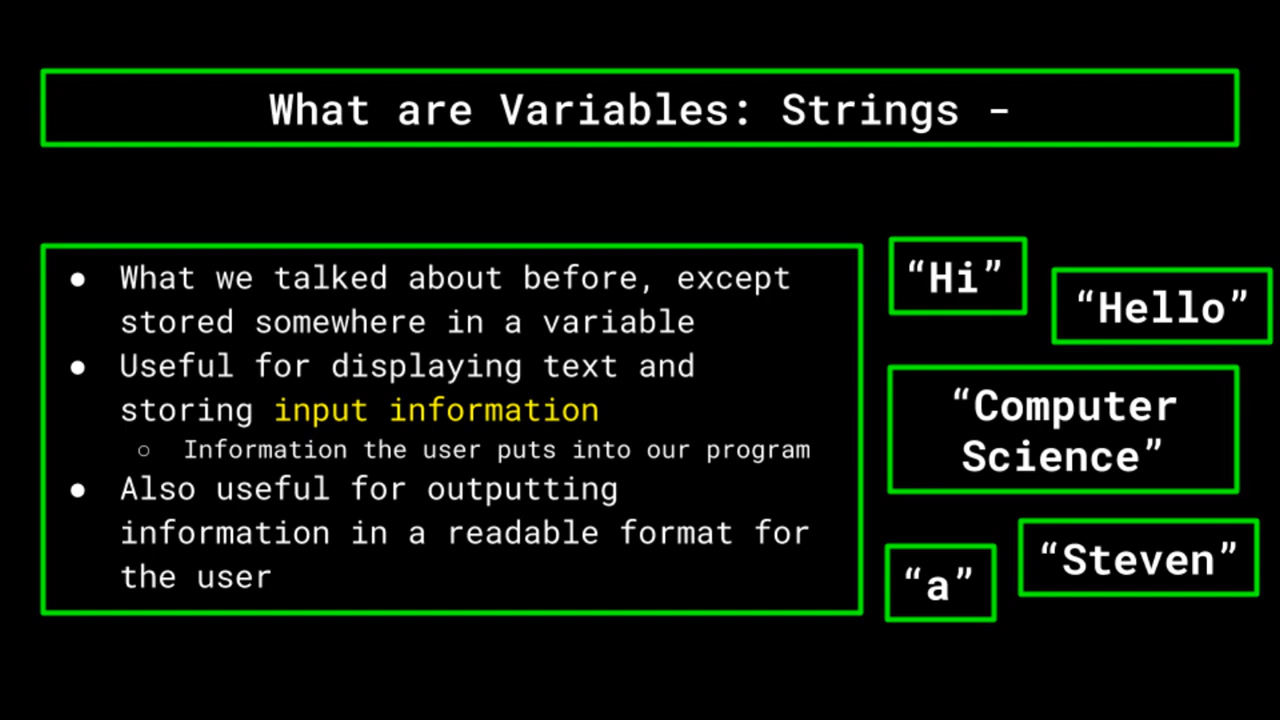 What are Variables: Strings -
● What we talked about before, except
stored somewhere in a variable
● Useful for displaying text and
storing input information
○ Information the user puts into our program
● Also useful for outputting
information in a readable format for
the user
“Hi”
“Hello”
“Computer
Science”
“Steven”
“a”